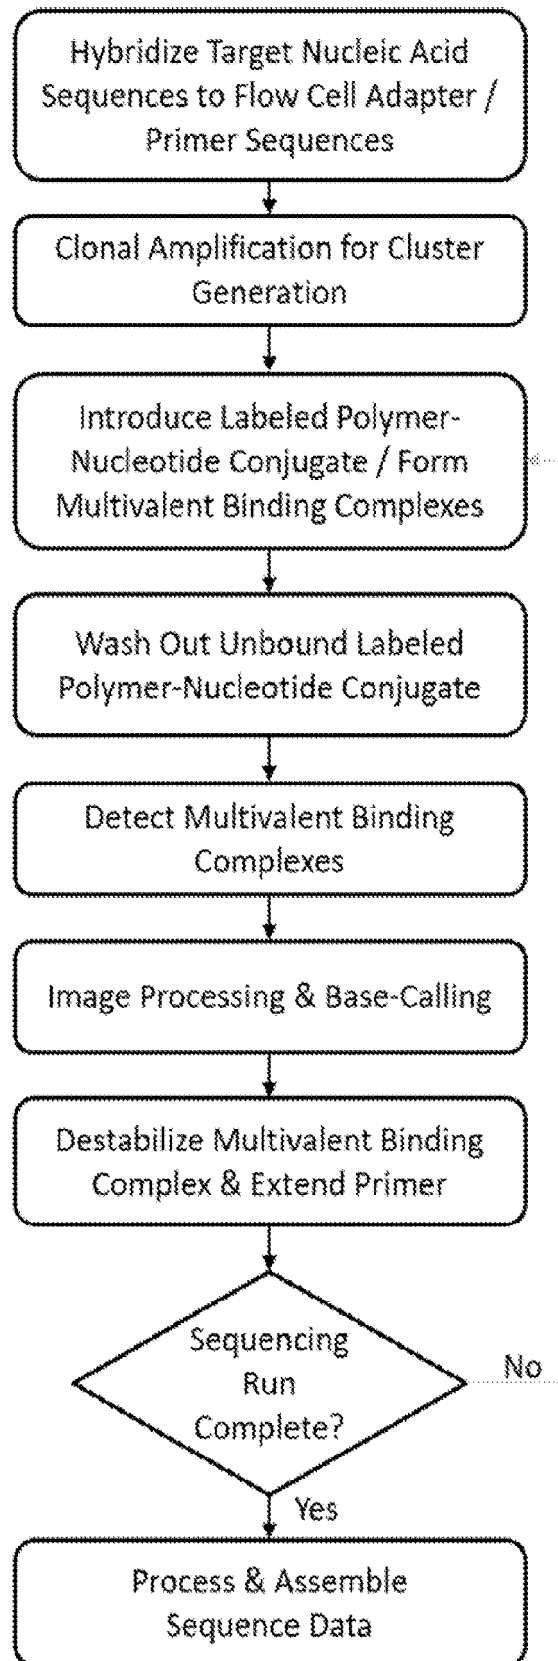 Hybridize Target Nucleic Acid
Sequences to Flow Cell Adapter /
Primer Sequences
Clonal Amplification for Cluster
Generation
Introduce Labeled Polymer-
Nucleotide Conjugate / Form
Multivalent Binding Complexes
Wash Out Unbound Labeled
Polymer-Nucleotide Conjugate
Detect Multivalent Binding
Complexes
Image Processing & Base-Calling
Destabilize Multivalent Binding
Complex & Extend Primer
Sequencing
Run
Complete?
No
Yes
Process & Assemble
Sequence Data